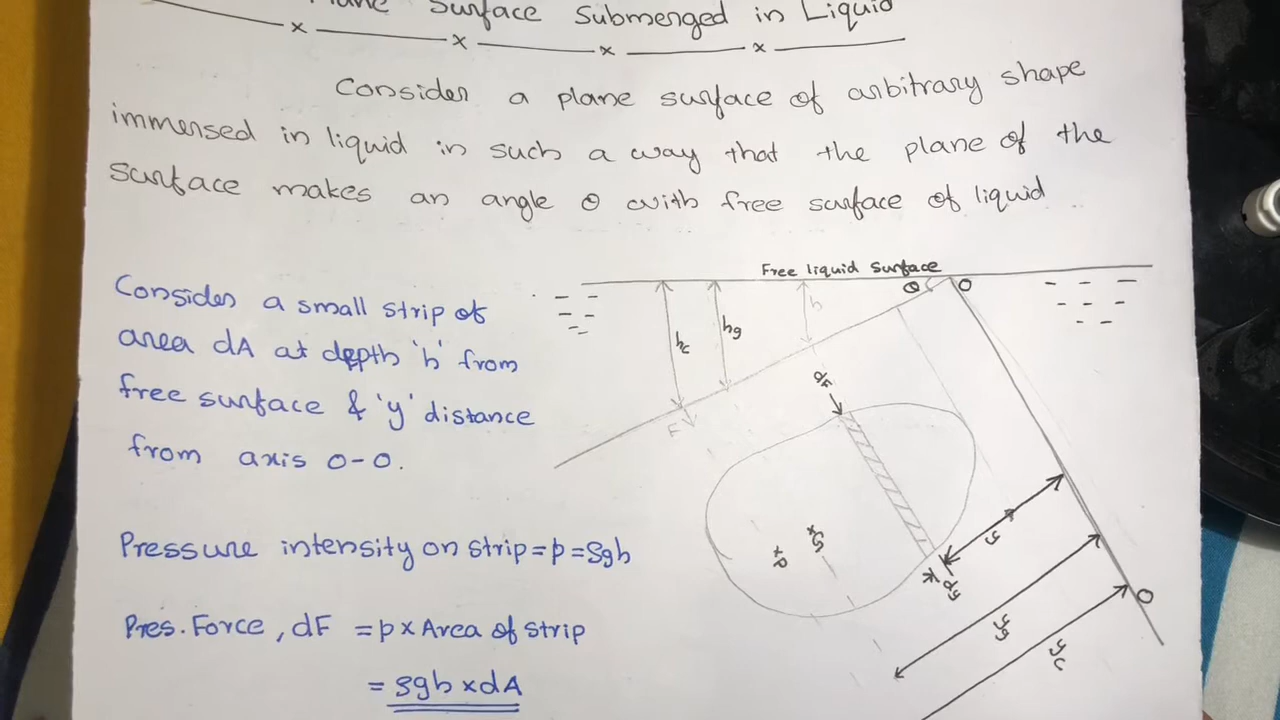 Plane Surface Submerged in Liquid
Consider a plane surface of arbitrary shape
immersed in liquid in such a way that the plane of the
surface makes an angle θ with free surface of liquid
Free liquid surface
θ
O
hc
hg
h
Consider a small strip of
area dA at depth 'h' from
free surface & 'y' distance
from axis O-O.
dF
F
G
P
y
dy
yg
yc
O
Pressure intensity on strip = p = ρgh
Pres. Force, dF = p x Area of strip
= ρgh x dA